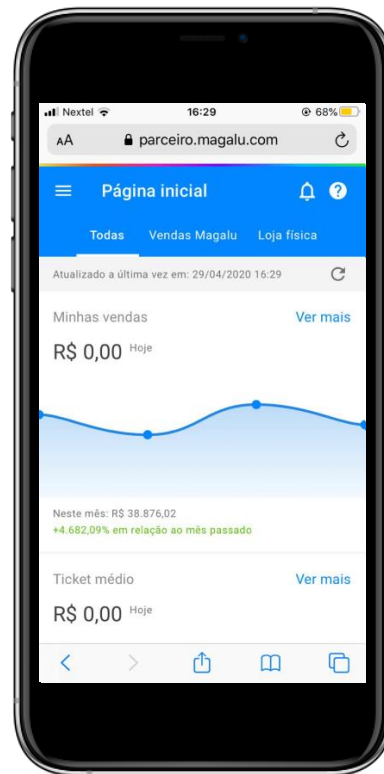 Nextel 16:29 68%
AA parceiro.magalu.com
Página inicial ?
Todas Vendas Magalu Loja física
Atualizado a última vez em: 29/04/2020 16:29
Minhas vendas Ver mais
R$ 0,00 Hoje
Neste mês: R$ 38.876,02
+4.682,09% em relação ao mês passado
Ticket médio Ver mais
R$ 0,00 Hoje